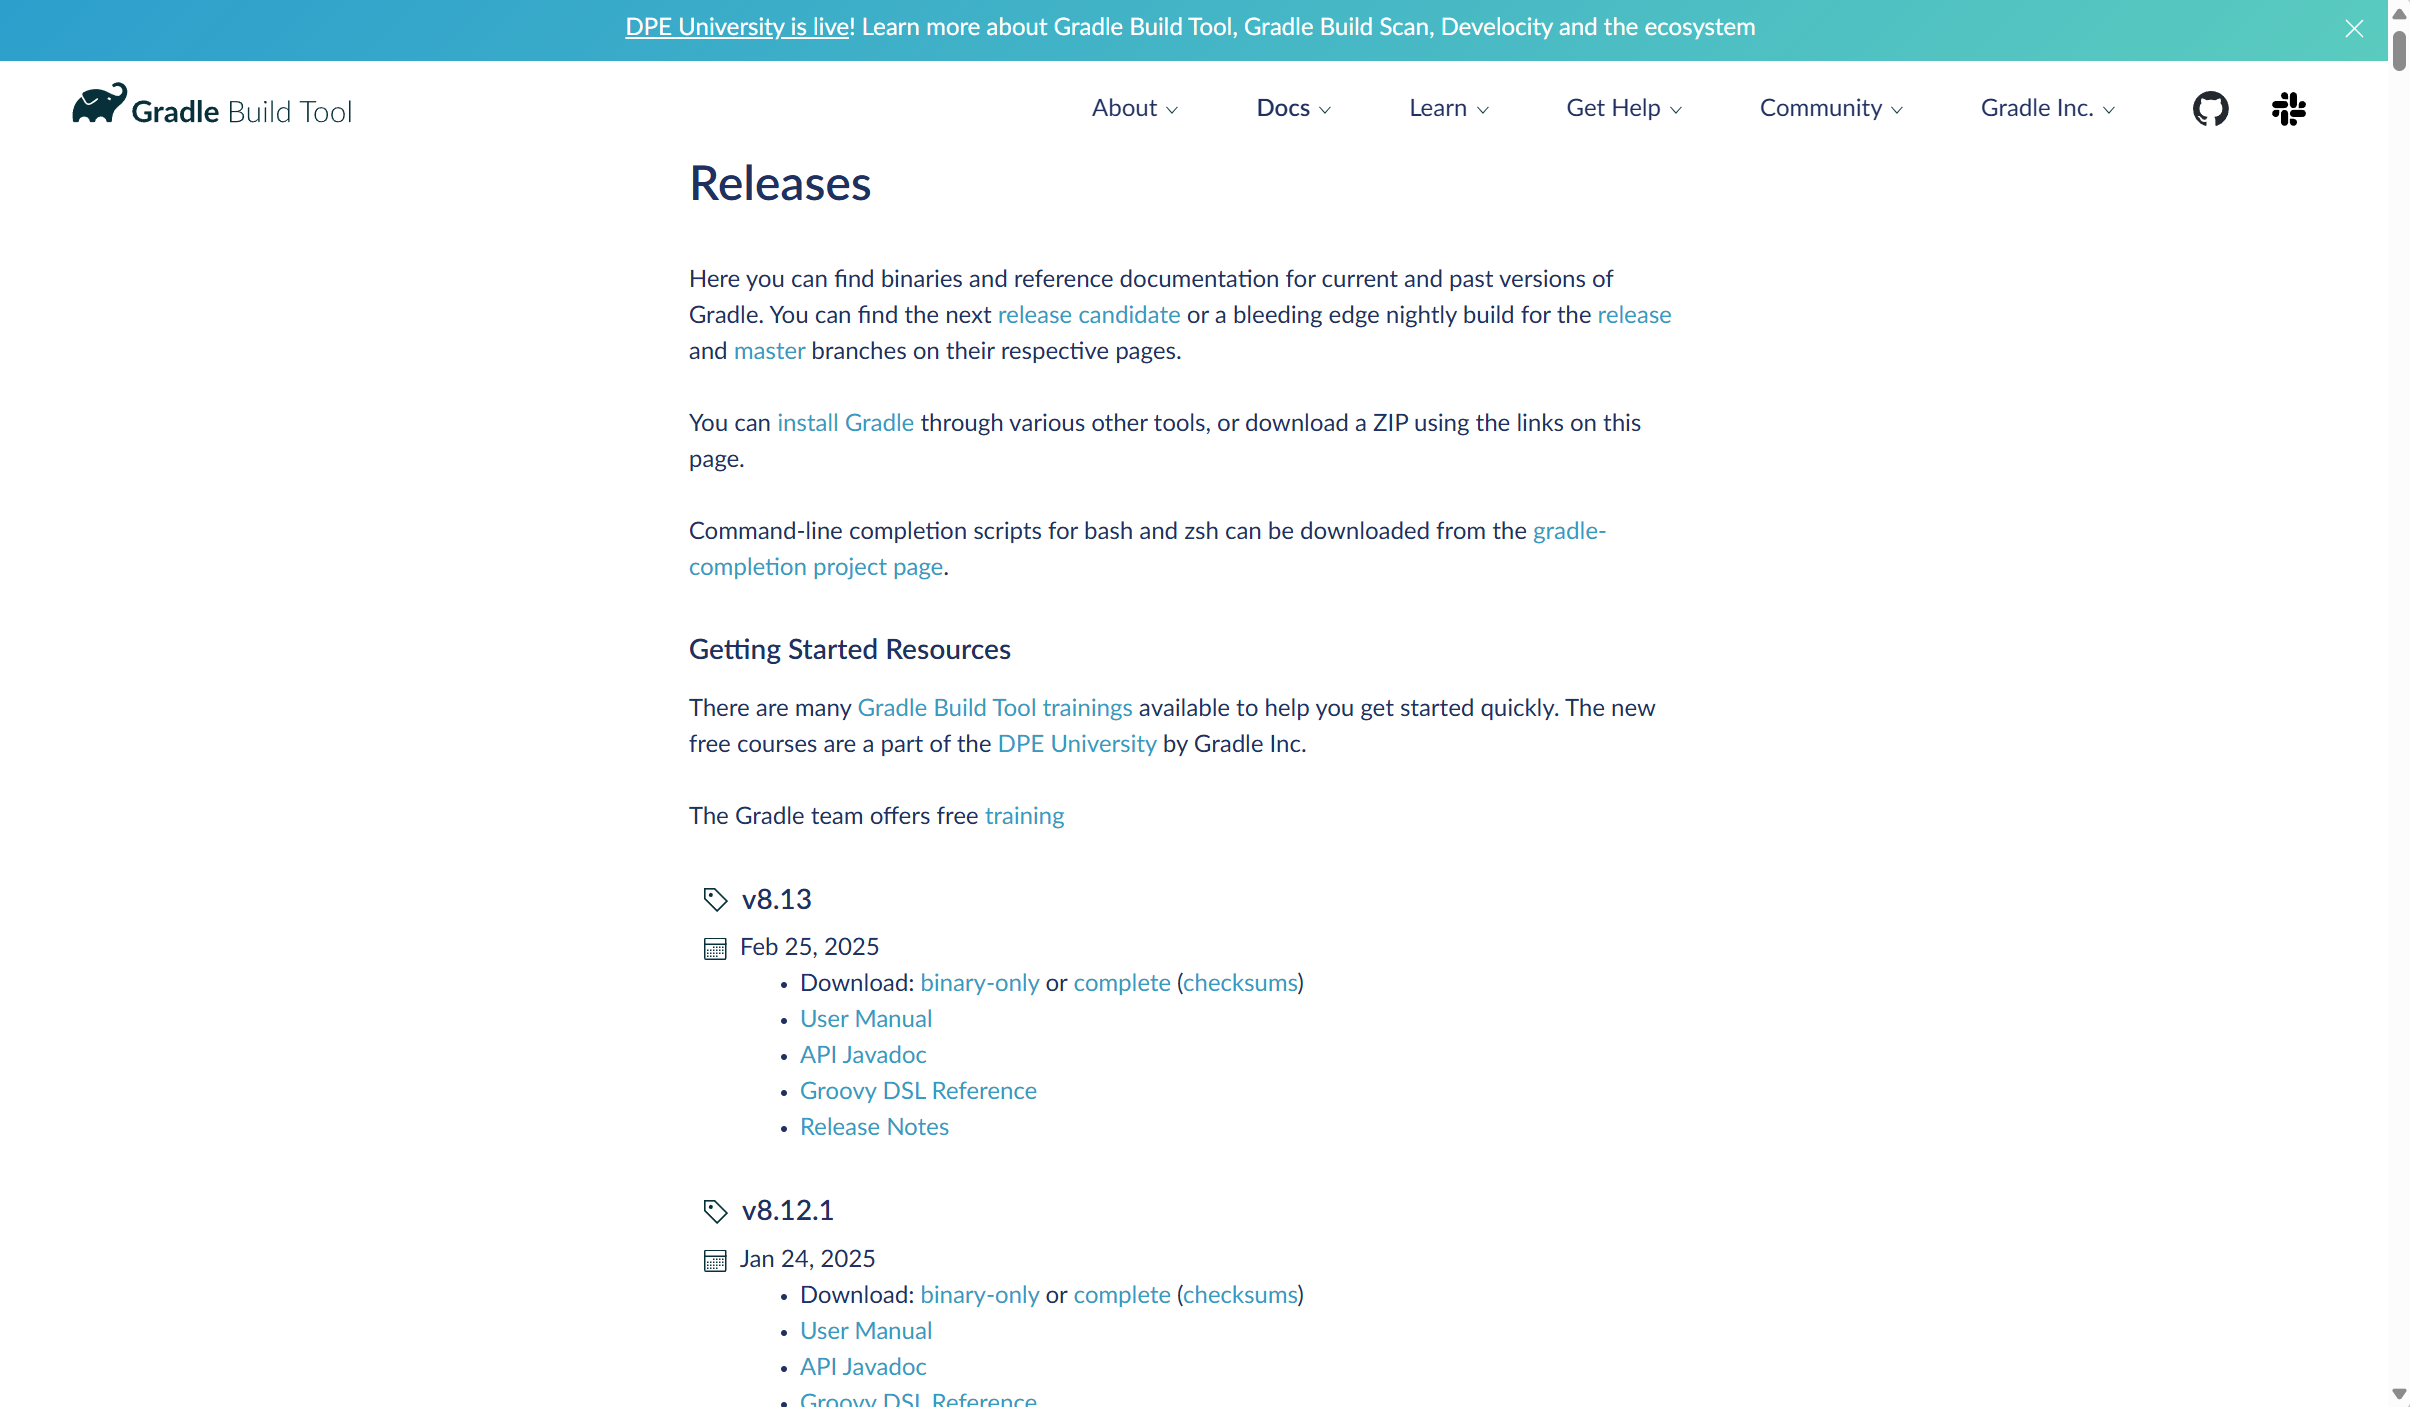 DPE University is live! Learn more about Gradle Build Tool, Gradle Build Scan, Develocity and the ecosystem
Gradle Build Tool
About
Docs
Learn
Get Help
Community
Gradle Inc.
Releases
Here you can find binaries and reference documentation for current and past versions of
Gradle. You can find the next release candidate or a bleeding edge nightly build for the release
and master branches on their respective pages.
You can install Gradle through various other tools, or download a ZIP using the links on this
page.
Command-line completion scripts for bash and zsh can be downloaded from the gradle-
completion project page.
Getting Started Resources
There are many Gradle Build Tool trainings available to help you get started quickly. The new
free courses are a part of the DPE University by Gradle Inc.
The Gradle team offers free training
v8.13
Feb 25, 2025
• Download: binary-only or complete (checksums)
• User Manual
• API Javadoc
• Groovy DSL Reference
• Release Notes
v8.12.1
Jan 24, 2025
• Download: binary-only or complete (checksums)
• User Manual
• API Javadoc
• Groovy DSL Reference